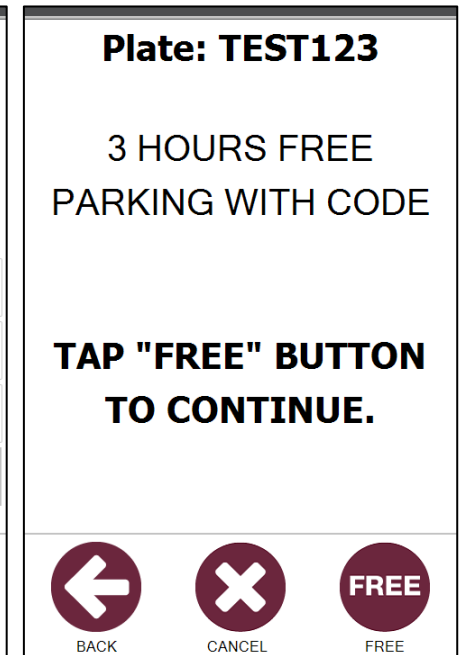 Plate: TEST123
3 HOURS FREE
PARKING WITH CODE
TAP "FREE" BUTTON
TO CONTINUE.
FREE
BACK CANCEL FREE